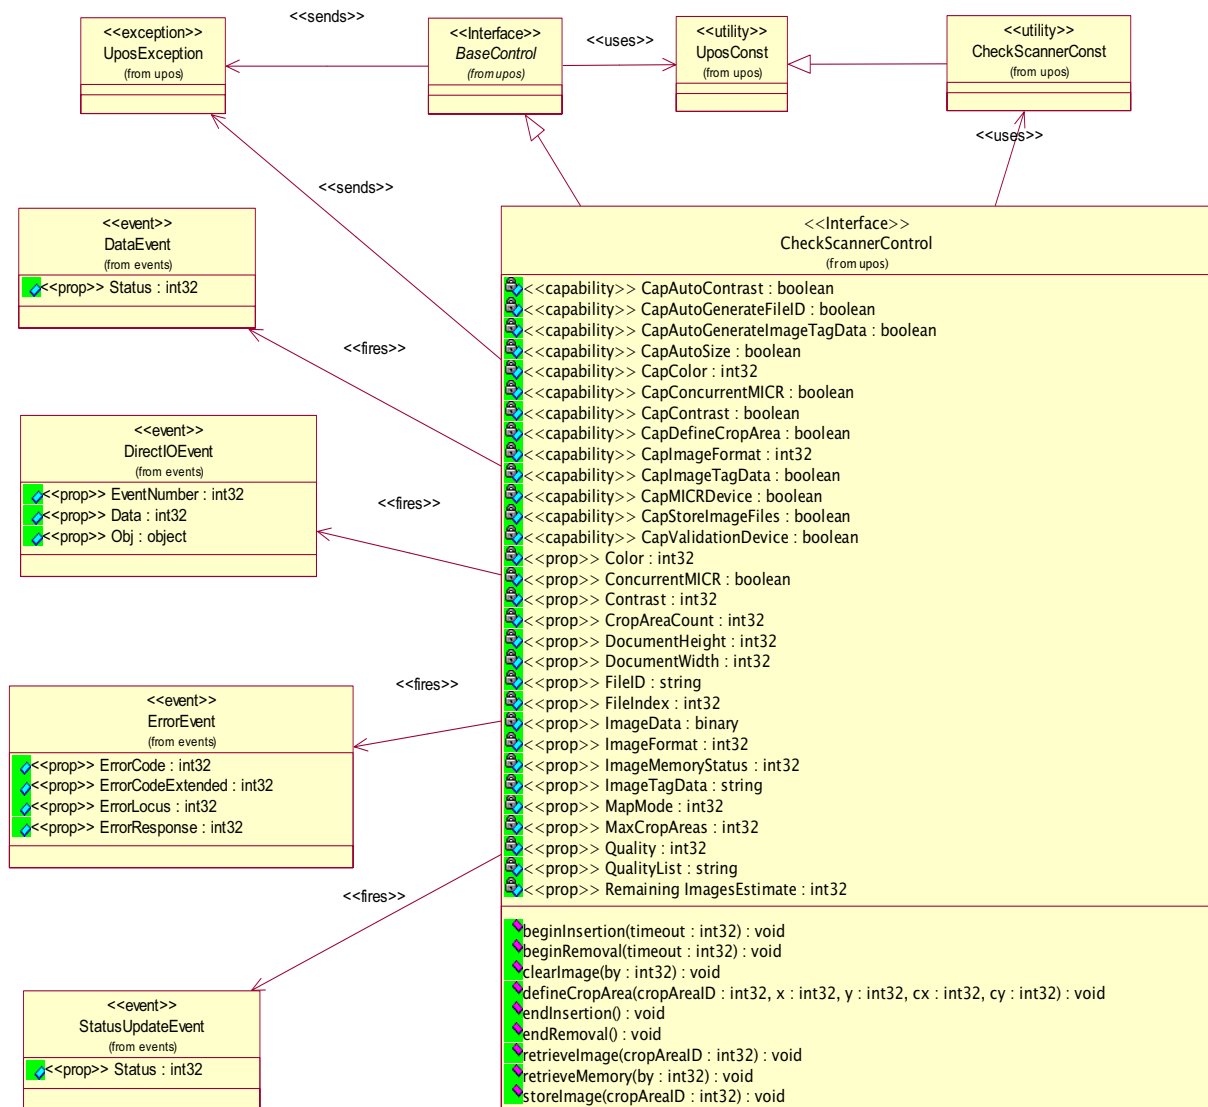 <<sends>>
<<exception>>
UposException
(from upos)
<<Interface>>
BaseControl
(from upos)
<<uses>>
<<utility>>
UposConst
(from upos)
<<utility>>
CheckScannerConst
(from upos)
<<uses>>
<<sends>>
<<event>>
DataEvent
(from events)
<<prop>> Status : int32
<<fires>>
<<event>>
DirectIOEvent
(from events)
<<prop>> EventNumber : int32
<<prop>> Data : int32
<<prop>> Obj : object
<<fires>>
<<event>>
ErrorEvent
(from events)
<<prop>> ErrorCode : int32
<<prop>> ErrorCodeExtended : int32
<<prop>> ErrorLocus : int32
<<prop>> ErrorResponse : int32
<<fires>>
<<fires>>
<<event>>
StatusUpdateEvent
(from events)
<<prop>> Status : int32
<<Interface>>
CheckScannerControl
(from upos)
<<capability>> CapAutoContrast : boolean
<<capability>> CapAutoGenerateFileID : boolean
<<capability>> CapAutoGenerateImageTagData : boolean
<<capability>> CapAutoSize : boolean
<<capability>> CapColor : int32
<<capability>> CapConcurrentMICR : boolean
<<capability>> CapContrast : boolean
<<capability>> CapDefineCropArea : boolean
<<capability>> CapImageFormat : int32
<<capability>> CapImageTagData : boolean
<<capability>> CapMICRDevice : boolean
<<capability>> CapStoreImageFiles : boolean
<<capability>> CapValidationDevice : boolean
<<prop>> Color : int32
<<prop>> ConcurrentMICR : boolean
<<prop>> Contrast : int32
<<prop>> CropAreaCount : int32
<<prop>> DocumentHeight : int32
<<prop>> DocumentWidth : int32
<<prop>> FileID : string
<<prop>> FileIndex : int32
<<prop>> ImageData : binary
<<prop>> ImageFormat : int32
<<prop>> ImageMemoryStatus : int32
<<prop>> ImageTagData : string
<<prop>> MapMode : int32
<<prop>> MaxCropAreas : int32
<<prop>> Quality : int32
<<prop>> QualityList : string
<<prop>> Remaining ImagesEstimate : int32
beginInsertion(timeout : int32) : void
beginRemoval(timeout : int32) : void
clearImage(by : int32) : void
defineCropArea(cropAreaID : int32, x : int32, y : int32, cx : int32, cy : int32) : void
endInsertion() : void
endRemoval() : void
retrieveImage(cropAreaID : int32) : void
retrieveMemory(by : int32) : void
storeImage(cropAreaID : int32) : void